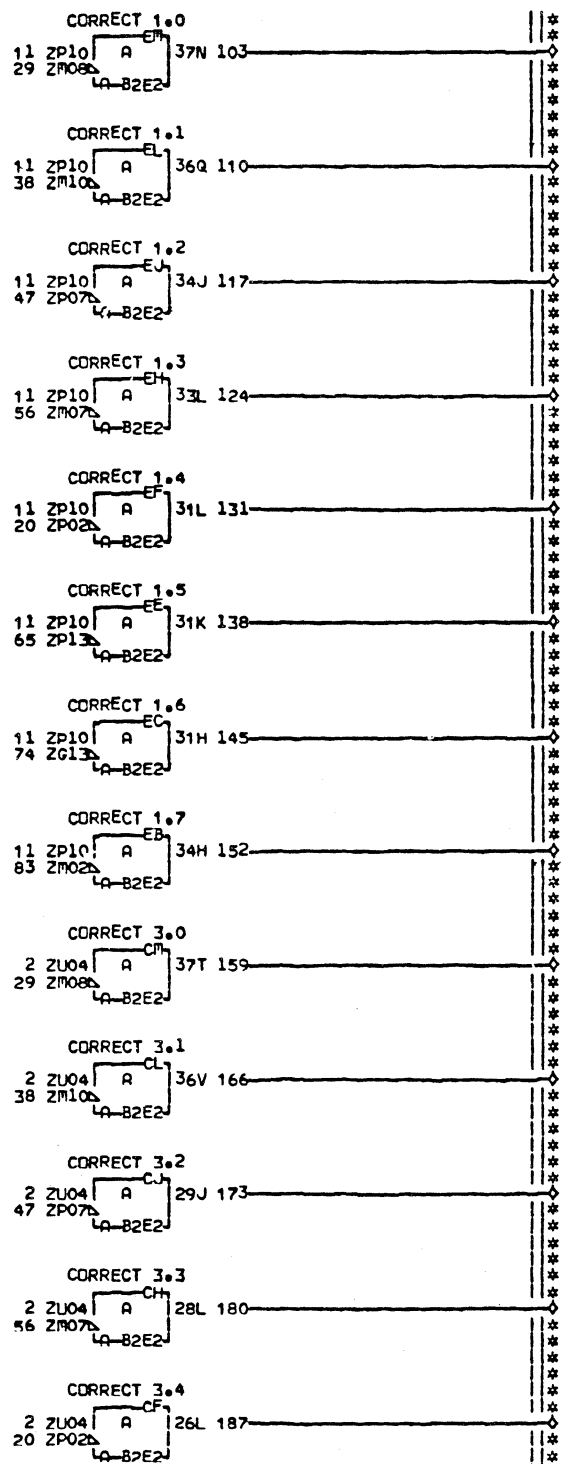 CORRECT 1.0
EM
11 ZP10 A 37N 103
29 ZM08
A B2E2
CORRECT 1.1
EL
11 ZP10 A 36Q 110
38 ZM10
A B2E2
CORRECT 1.2
EJ
11 ZP10 A 34J 117
47 ZP07
B2E2
CORRECT 1.3
EH
11 ZP10 A 33L 124
56 ZM07
A B2E2
CORRECT 1.4
EF
11 ZP10 A 31L 131
20 ZP02
A B2E2
CORRECT 1.5
EE
11 ZP10 A 31K 138
65 ZP13
A B2E2
CORRECT 1.6
EC
11 ZP10 A 31H 145
74 ZG13
A B2E2
CORRECT 1.7
EB
11 ZP10 A 34H 152
83 ZM02
A B2E2
CORRECT 3.0
CM
2 ZU04 A 37T 159
29 ZM08
A B2E2
CORRECT 3.1
CL
2 ZU04 A 36V 166
38 ZM10
A B2E2
CORRECT 3.2
CJ
2 ZU04 A 29J 173
47 ZP07
A B2E2
CORRECT 3.3
CH
2 ZU04 A 28L 180
56 ZM07
A B2E2
CORRECT 3.4
CF
2 ZU04 A 26L 187
20 ZP02
A B2E2